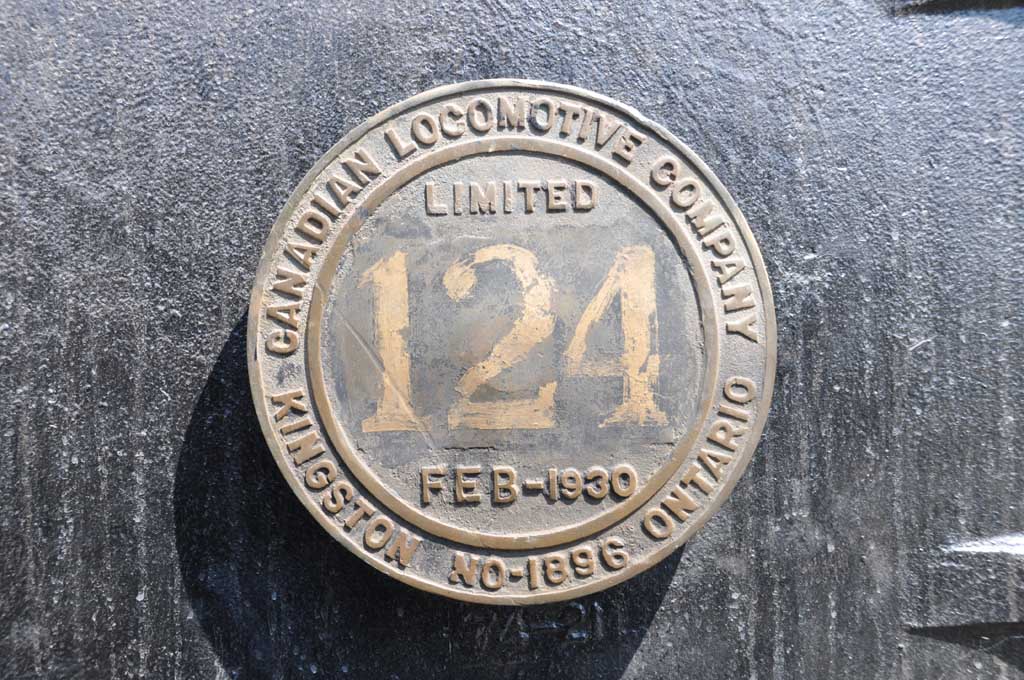 CANADIAN LOCOMOTIVE COMPANY
LIMITED
124
FEB-1930
KINGSTON NO-1896 ONTARIO